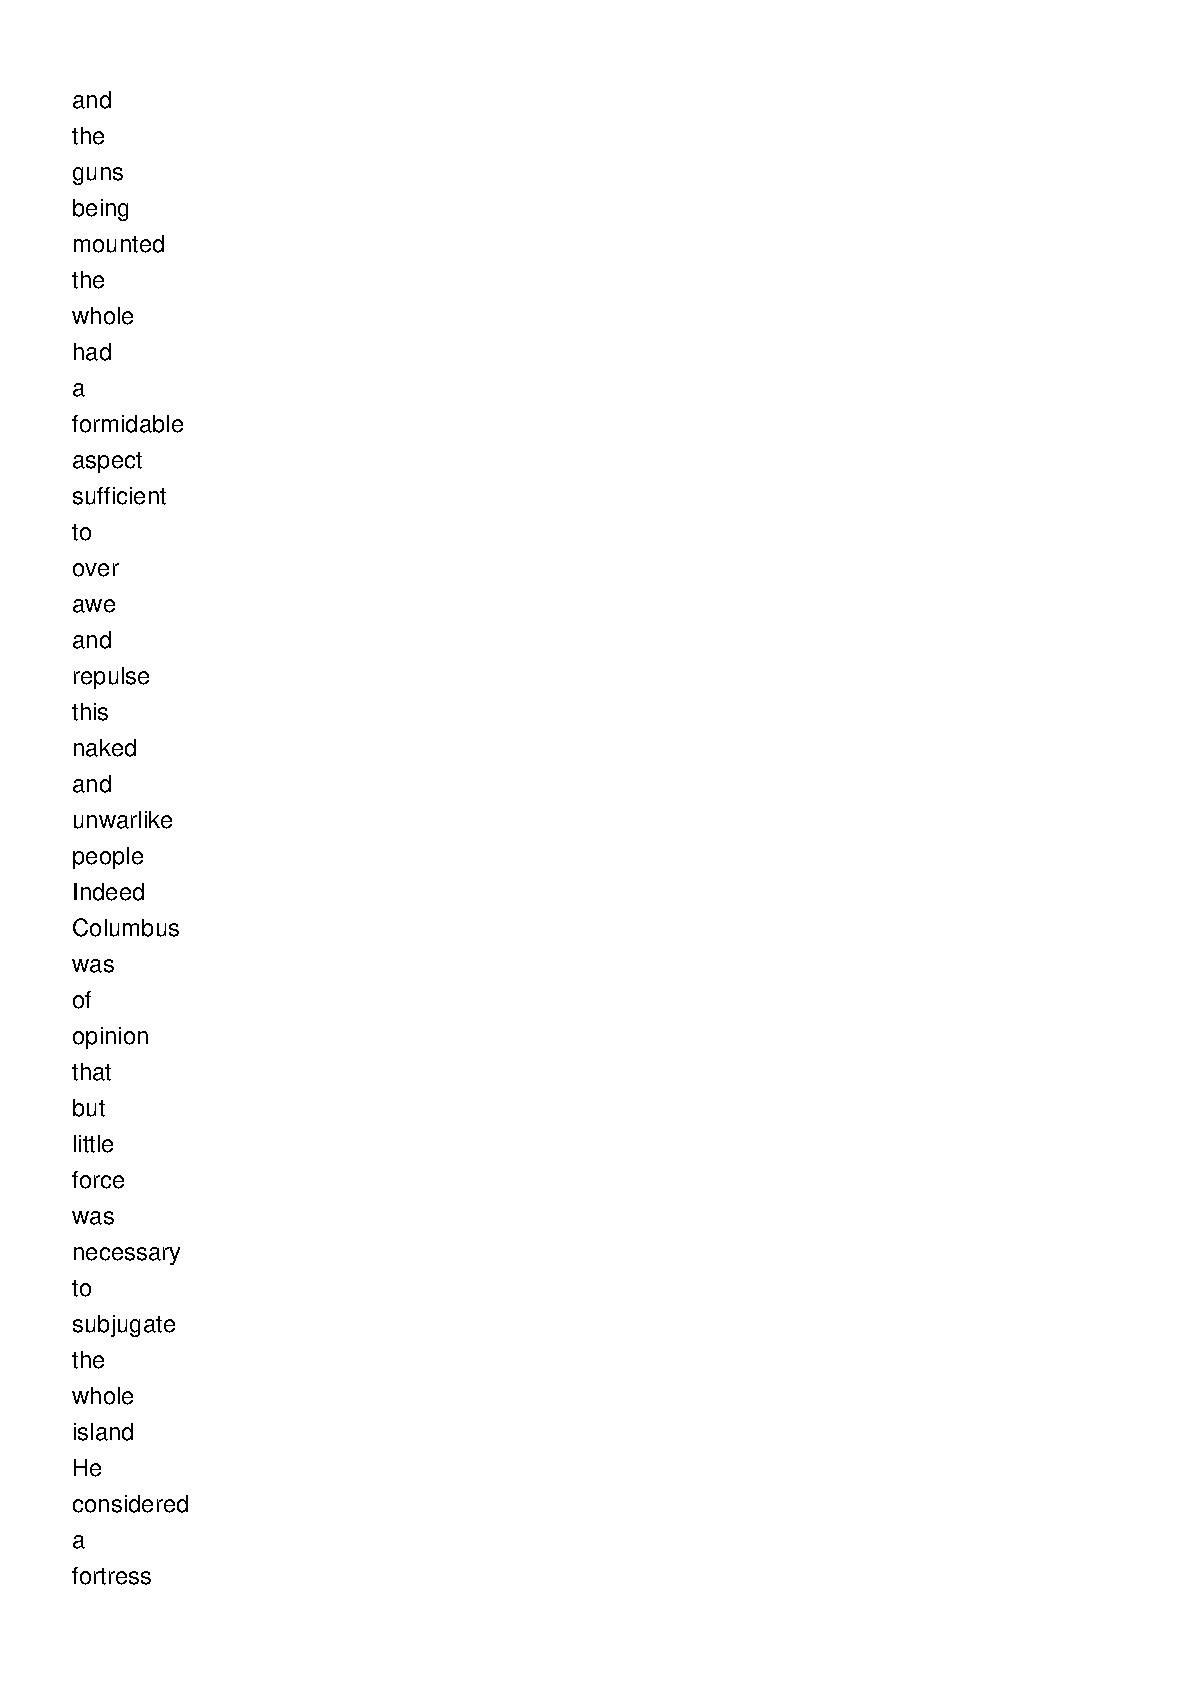 and
the
guns
being
mounted
the
whole
had
a
formidable
aspect
sufficient
to
over
awe
and
repulse
this
naked
and
unwarlike
people
Indeed
Columbus
was
of
opinion
that
but
little
force
was
necessary
to
subjugate
the
whole
island
He
considered
a
fortress